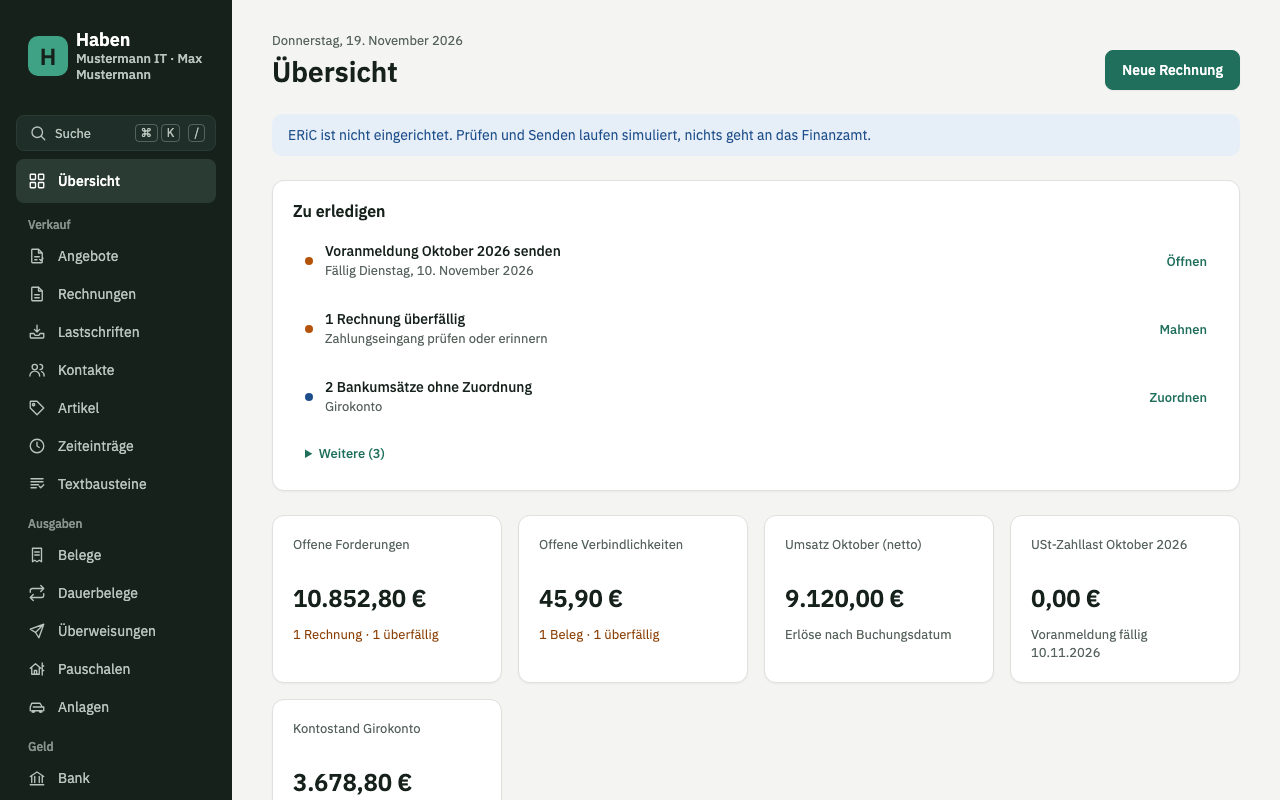 H
Haben
Mustermann IT · Max
Mustermann
Suche
⌘ K /
Übersicht
Verkauf
Angebote
Rechnungen
Lastschriften
Kontakte
Artikel
Zeiteinträge
Textbausteine
Ausgaben
Belege
Dauerbelege
Überweisungen
Pauschalen
Anlagen
Geld
Bank
Donnerstag, 19. November 2026
Übersicht
Neue Rechnung
ERiC ist nicht eingerichtet. Prüfen und Senden laufen simuliert, nichts geht an das Finanzamt.
Zu erledigen
Voranmeldung Oktober 2026 senden
Fällig Dienstag, 10. November 2026
Öffnen
1 Rechnung überfällig
Zahlungseingang prüfen oder erinnern
Mahnen
2 Bankumsätze ohne Zuordnung
Girokonto
Zuordnen
Weitere (3)
Offene Forderungen
10.852,80 €
1 Rechnung · 1 überfällig
Offene Verbindlichkeiten
45,90 €
1 Beleg · 1 überfällig
Umsatz Oktober (netto)
9.120,00 €
Erlöse nach Buchungsdatum
USt-Zahllast Oktober 2026
0,00 €
Voranmeldung fällig
10.11.2026
Kontostand Girokonto
3.678,80 €